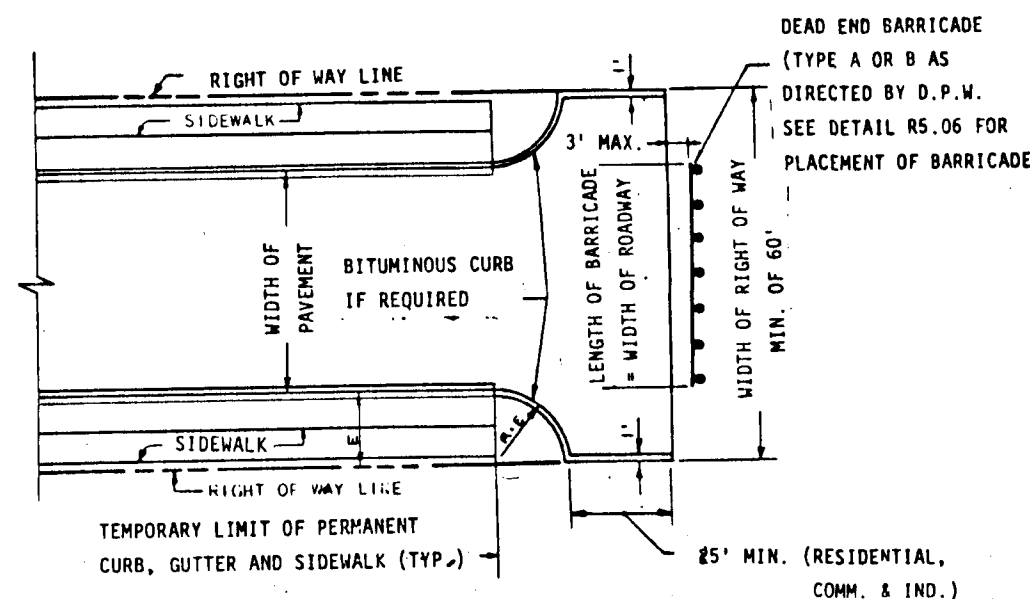 DEAD END BARRICADE
(TYPE A OR B AS
DIRECTED BY D.P.W.
SEE DETAIL R5.06 FOR
PLACEMENT OF BARRICADE
RIGHT OF WAY LINE
1'
SIDEWALK
3' MAX.
WIDTH OF
PAVEMENT
BITUMINOUS CURB
IF REQUIRED
LENGTH OF BARRICADE
= WIDTH OF ROADWAY
WIDTH OF RIGHT OF WAY
MIN. OF 60'
SIDEWALK
E
R=E
1'
RIGHT OF WAY LINE
TEMPORARY LIMIT OF PERMANENT
CURB, GUTTER AND SIDEWALK (TYP.)
25' MIN. (RESIDENTIAL,
COMM. & IND.)